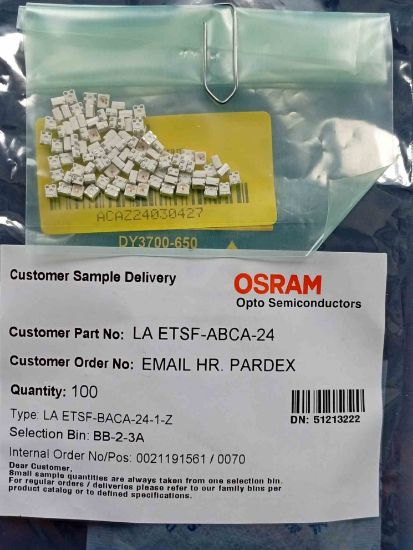 ACAZ24030427
DY3700-650
Customer Sample Delivery
OSRAM
Opto Semiconductors
Customer Part No: LA ETSF-ABCA-24
Customer Order No: EMAIL HR. PARDEX
Quantity: 100
DN: 51213222
Type: LA ETSF-BACA-24-1-Z
Selection Bin: BB-2-3A
Internal Order No/Pos: 0021191561 / 0070
Dear Customer,
Small sample quantities are always taken from one selection bin.
For regular orders / deliveries please refer to our family bins per
product catalog or to defined specifications.